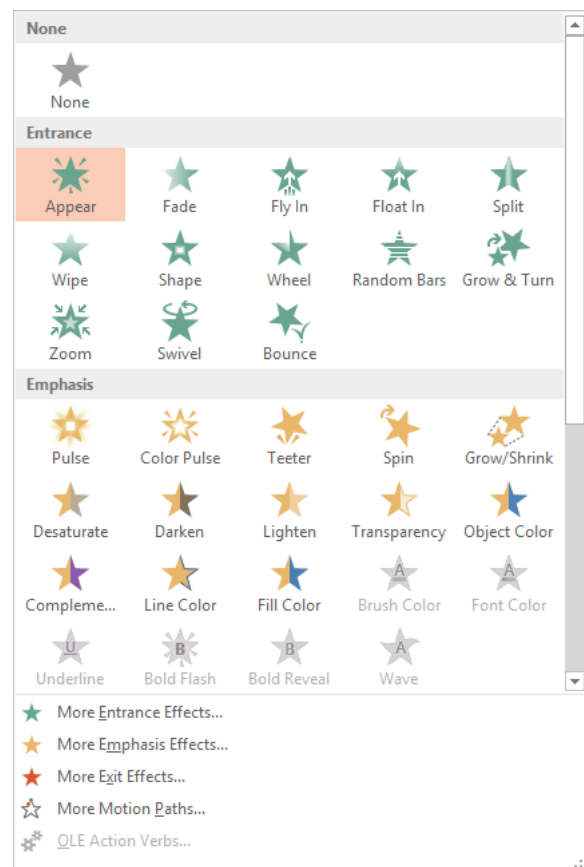 None
None
Entrance
Appear Fade Fly In Float In Split
Wipe Shape Wheel Random Bars Grow & Turn
Zoom Swivel Bounce
Emphasis
Pulse Color Pulse Teeter Spin Grow/Shrink
Desaturate Darken Lighten Transparency Object Color
Compleme... Line Color Fill Color Brush Color Font Color
Underline Bold Flash Bold Reveal Wave
More Entrance Effects...
More Emphasis Effects...
More Exit Effects...
More Motion Paths...
OLE Action Verbs...